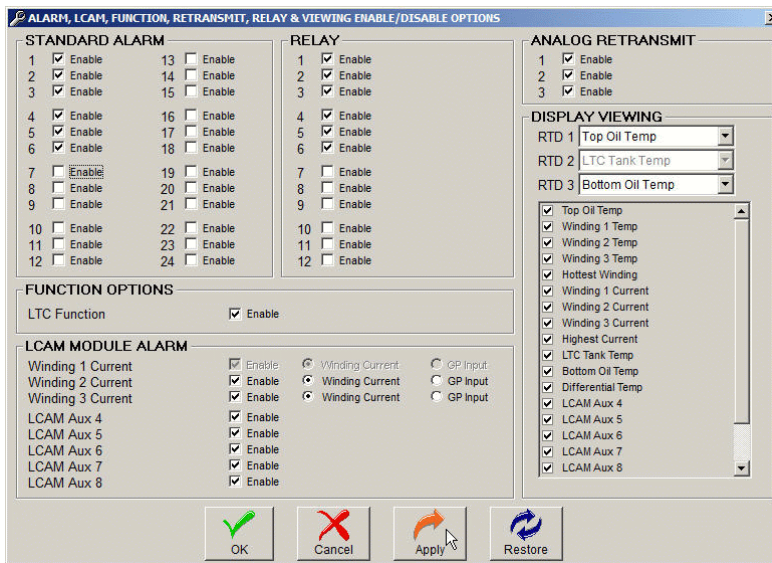 ALARM, LCAM, FUNCTION, RETRANSMIT, RELAY & VIEWING ENABLE/DISABLE OPTIONS
STANDARD ALARM
1 Enable 13 Enable
2 Enable 14 Enable
3 Enable 15 Enable
4 Enable 16 Enable
5 Enable 17 Enable
6 Enable 18 Enable
7 Enable 19 Enable
8 Enable 20 Enable
9 Enable 21 Enable
10 Enable 22 Enable
11 Enable 23 Enable
12 Enable 24 Enable
RELAY
1 Enable
2 Enable
3 Enable
4 Enable
5 Enable
6 Enable
7 Enable
8 Enable
9 Enable
10 Enable
11 Enable
12 Enable
ANALOG RETRANSMIT
1 Enable
2 Enable
3 Enable
DISPLAY VIEWING
RTD 1 Top Oil Temp
RTD 2 LTC Tank Temp
RTD 3 Bottom Oil Temp
Top Oil Temp
Winding 1 Temp
Winding 2 Temp
Winding 3 Temp
Hottest Winding
Winding 1 Current
Winding 2 Current
Winding 3 Current
Highest Current
LTC Tank Temp
Bottom Oil Temp
Differential Temp
LCAM Aux 4
LCAM Aux 5
LCAM Aux 6
LCAM Aux 7
LCAM Aux 8
FUNCTION OPTIONS
LTC Function Enable
LCAM MODULE ALARM
Winding 1 Current Enable Winding Current GP Input
Winding 2 Current Enable Winding Current GP Input
Winding 3 Current Enable Winding Current GP Input
LCAM Aux 4 Enable
LCAM Aux 5 Enable
LCAM Aux 6 Enable
LCAM Aux 7 Enable
LCAM Aux 8 Enable
OK Cancel Apply Restore